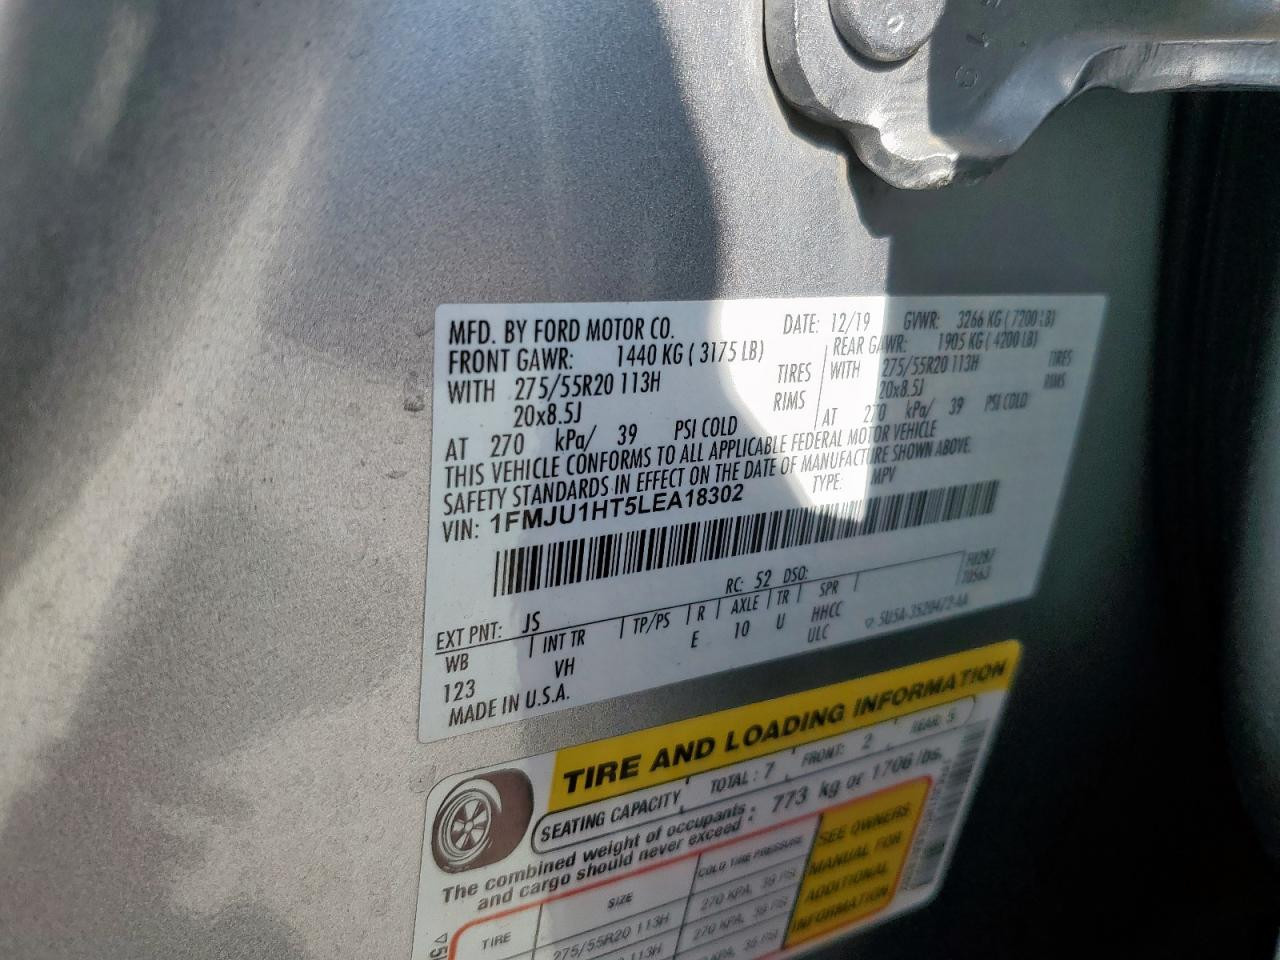 MFD. BY FORD MOTOR CO.
DATE: 12/19 GVWR: 3266 KG ( 7200 LB)
FRONT GAWR: 1440 KG ( 3175 LB) REAR GAWR: 1905 KG ( 4200 LB)
WITH 275/55R20 113H TIRES WITH 275/55R20 113H TIRES
20x8.5J RIMS 20x8.5J RIMS
AT 270 kPa/ 39 PSI COLD AT 270 kPa/ 39 PSI COLD
THIS VEHICLE CONFORMS TO ALL APPLICABLE FEDERAL MOTOR VEHICLE
SAFETY STANDARDS IN EFFECT ON THE DATE OF MANUFACTURE SHOWN ABOVE.
VIN: 1FMJU1HT5LEA18302 TYPE: MPV
EXT PNT: JS RC: 52 DSO:
WB INT TR TP/PS R AXLE TR SPR
123 VH E 10 U HHCC
ULC
MADE IN U.S.A.
TIRE AND LOADING INFORMATION
SEATING CAPACITY TOTAL : 7 FRONT: 2 REAR: 5
The combined weight of occupants and cargo should never exceed : 773 kg or 1706 lbs.
TIRE SIZE COLD TIRE PRESSURE
275/55R20 113H 270 KPA, 39 PSI
113H 270 KPA, 39 PSI
SEE OWNERS
MANUAL FOR
ADDITIONAL
INFORMATION